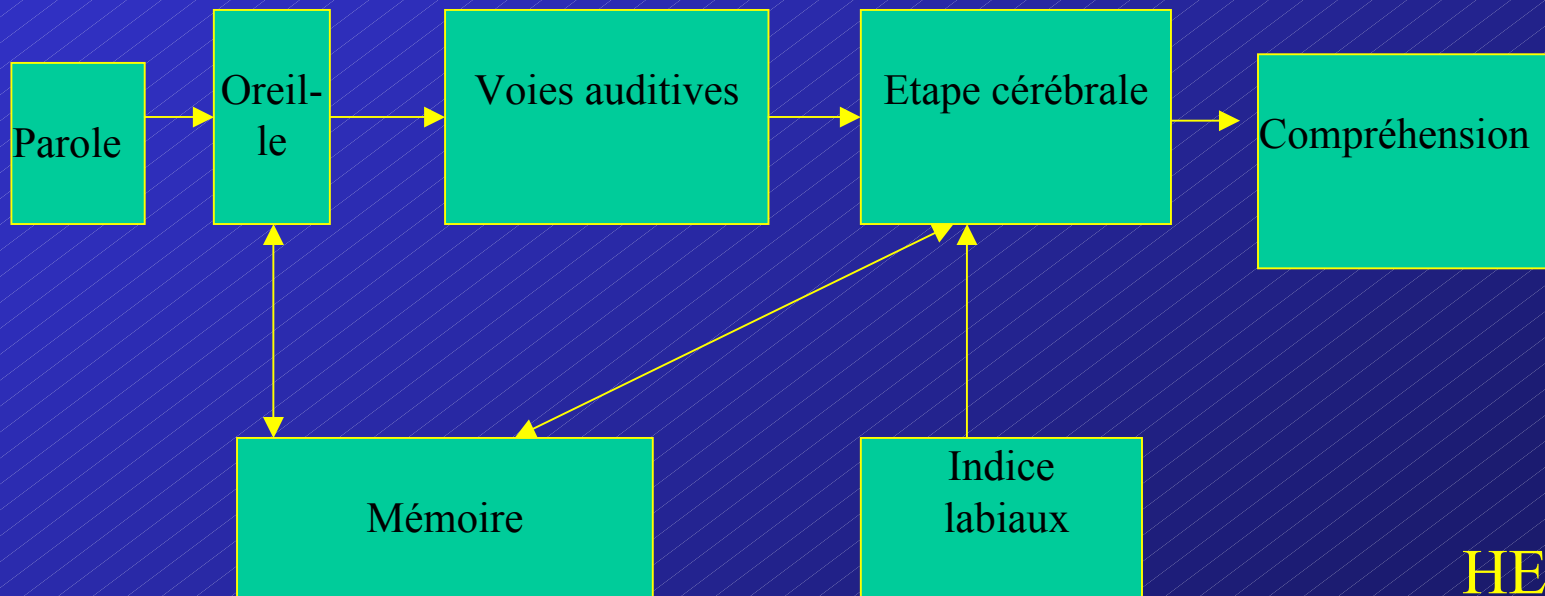 Parole
Oreil-
le
Voies auditives
Etape cérébrale
Compréhension
Mémoire
Indice
labiaux
HE